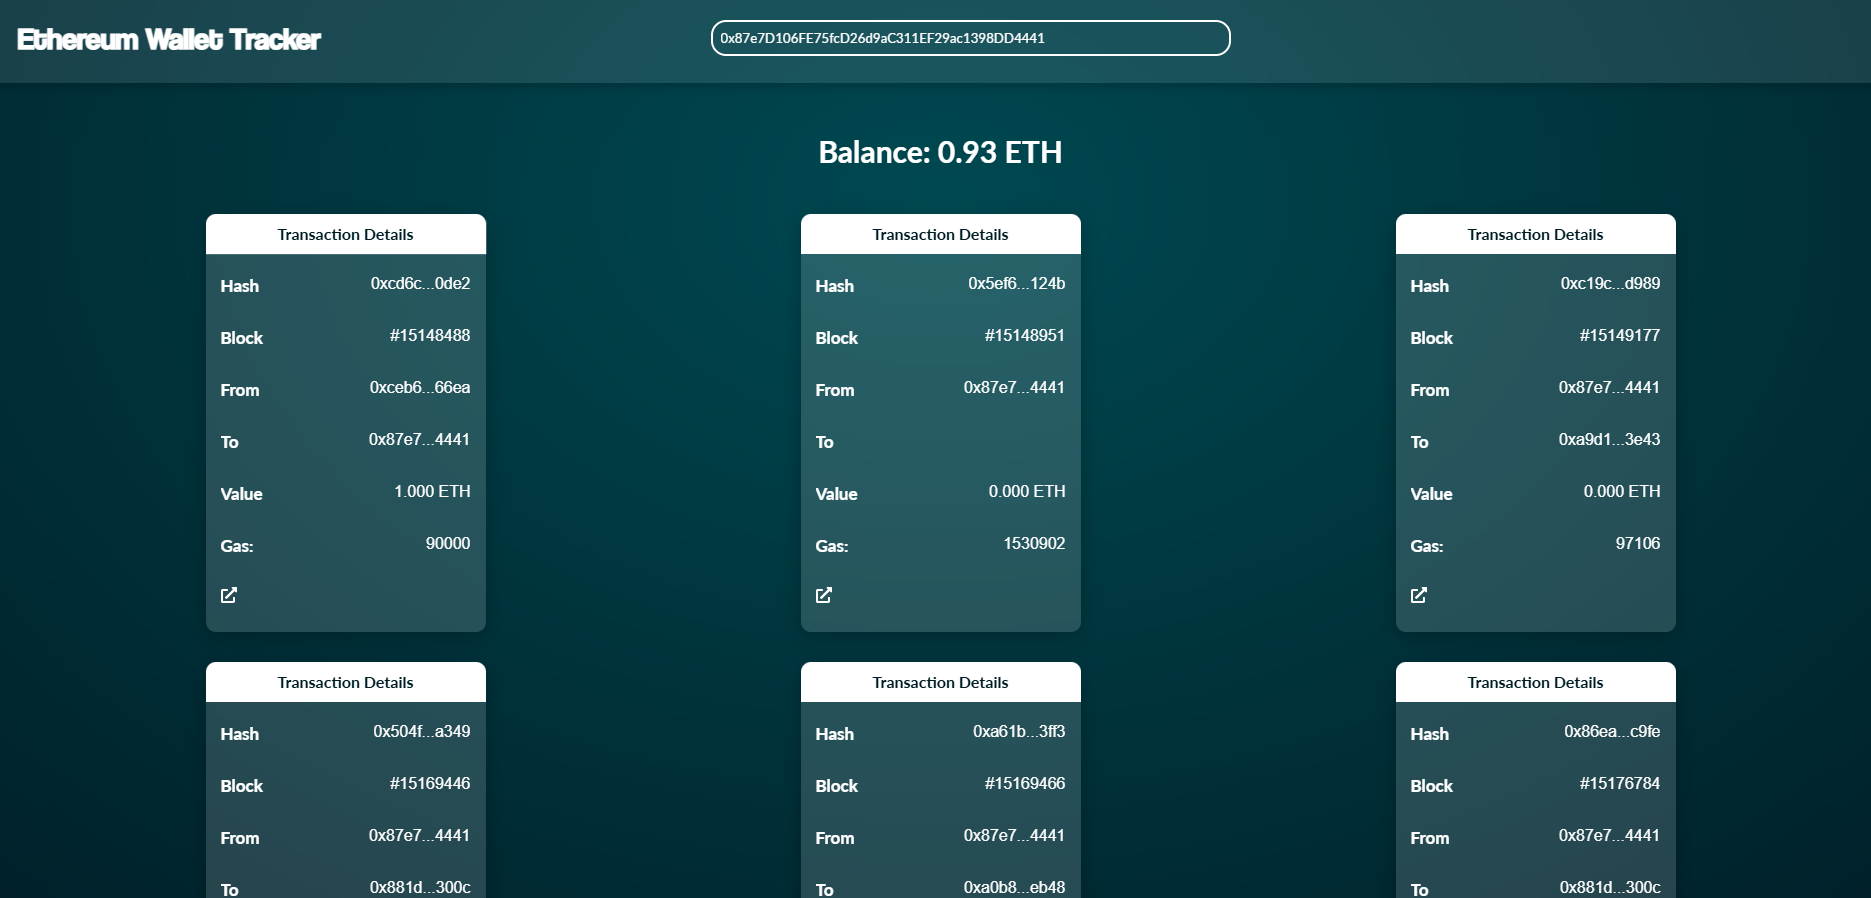 Ethereum Wallet Tracker
0x87e7D106FE75fcD26d9aC311EF29ac1398DD4441
Balance: 0.93 ETH
Transaction Details
Hash 0xcd6c...0de2
Block #15148488
From 0xceb6...66ea
To 0x87e7...4441
Value 1.000 ETH
Gas: 90000
Transaction Details
Hash 0x5ef6...124b
Block #15148951
From 0x87e7...4441
To
Value 0.000 ETH
Gas: 1530902
Transaction Details
Hash 0xc19c...d989
Block #15149177
From 0x87e7...4441
To 0xa9d1...3e43
Value 0.000 ETH
Gas: 97106
Transaction Details
Hash 0x504f...a349
Block #15169446
From 0x87e7...4441
To 0x881d...300c
Transaction Details
Hash 0xa61b...3ff3
Block #15169466
From 0x87e7...4441
To 0xa0b8...eb48
Transaction Details
Hash 0x86ea...c9fe
Block #15176784
From 0x87e7...4441
To 0x881d...300c